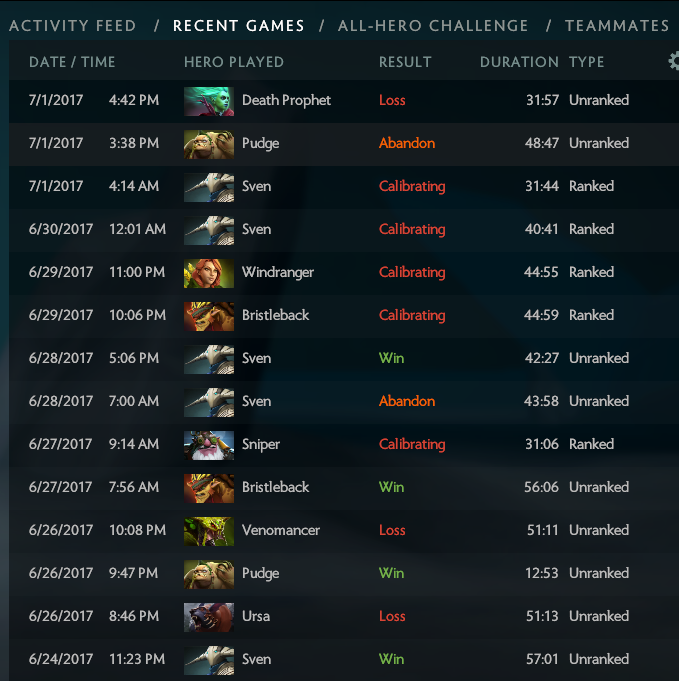 ACTIVITY FEED / RECENT GAMES / ALL-HERO CHALLENGE / TEAMMATES
DATE / TIME HERO PLAYED RESULT DURATION TYPE
7/1/2017 4:42 PM Death Prophet Loss 31:57 Unranked
7/1/2017 3:38 PM Pudge Abandon 48:47 Unranked
7/1/2017 4:14 AM Sven Calibrating 31:44 Ranked
6/30/2017 12:01 AM Sven Calibrating 40:41 Ranked
6/29/2017 11:00 PM Windranger Calibrating 44:55 Ranked
6/29/2017 10:06 PM Bristleback Calibrating 44:59 Ranked
6/28/2017 5:06 PM Sven Win 42:27 Unranked
6/28/2017 7:00 AM Sven Abandon 43:58 Unranked
6/27/2017 9:14 AM Sniper Calibrating 31:06 Ranked
6/27/2017 7:56 AM Bristleback Win 56:06 Unranked
6/26/2017 10:08 PM Venomancer Loss 51:11 Unranked
6/26/2017 9:47 PM Pudge Win 12:53 Unranked
6/26/2017 8:46 PM Ursa Loss 51:13 Unranked
6/24/2017 11:23 PM Sven Win 57:01 Unranked